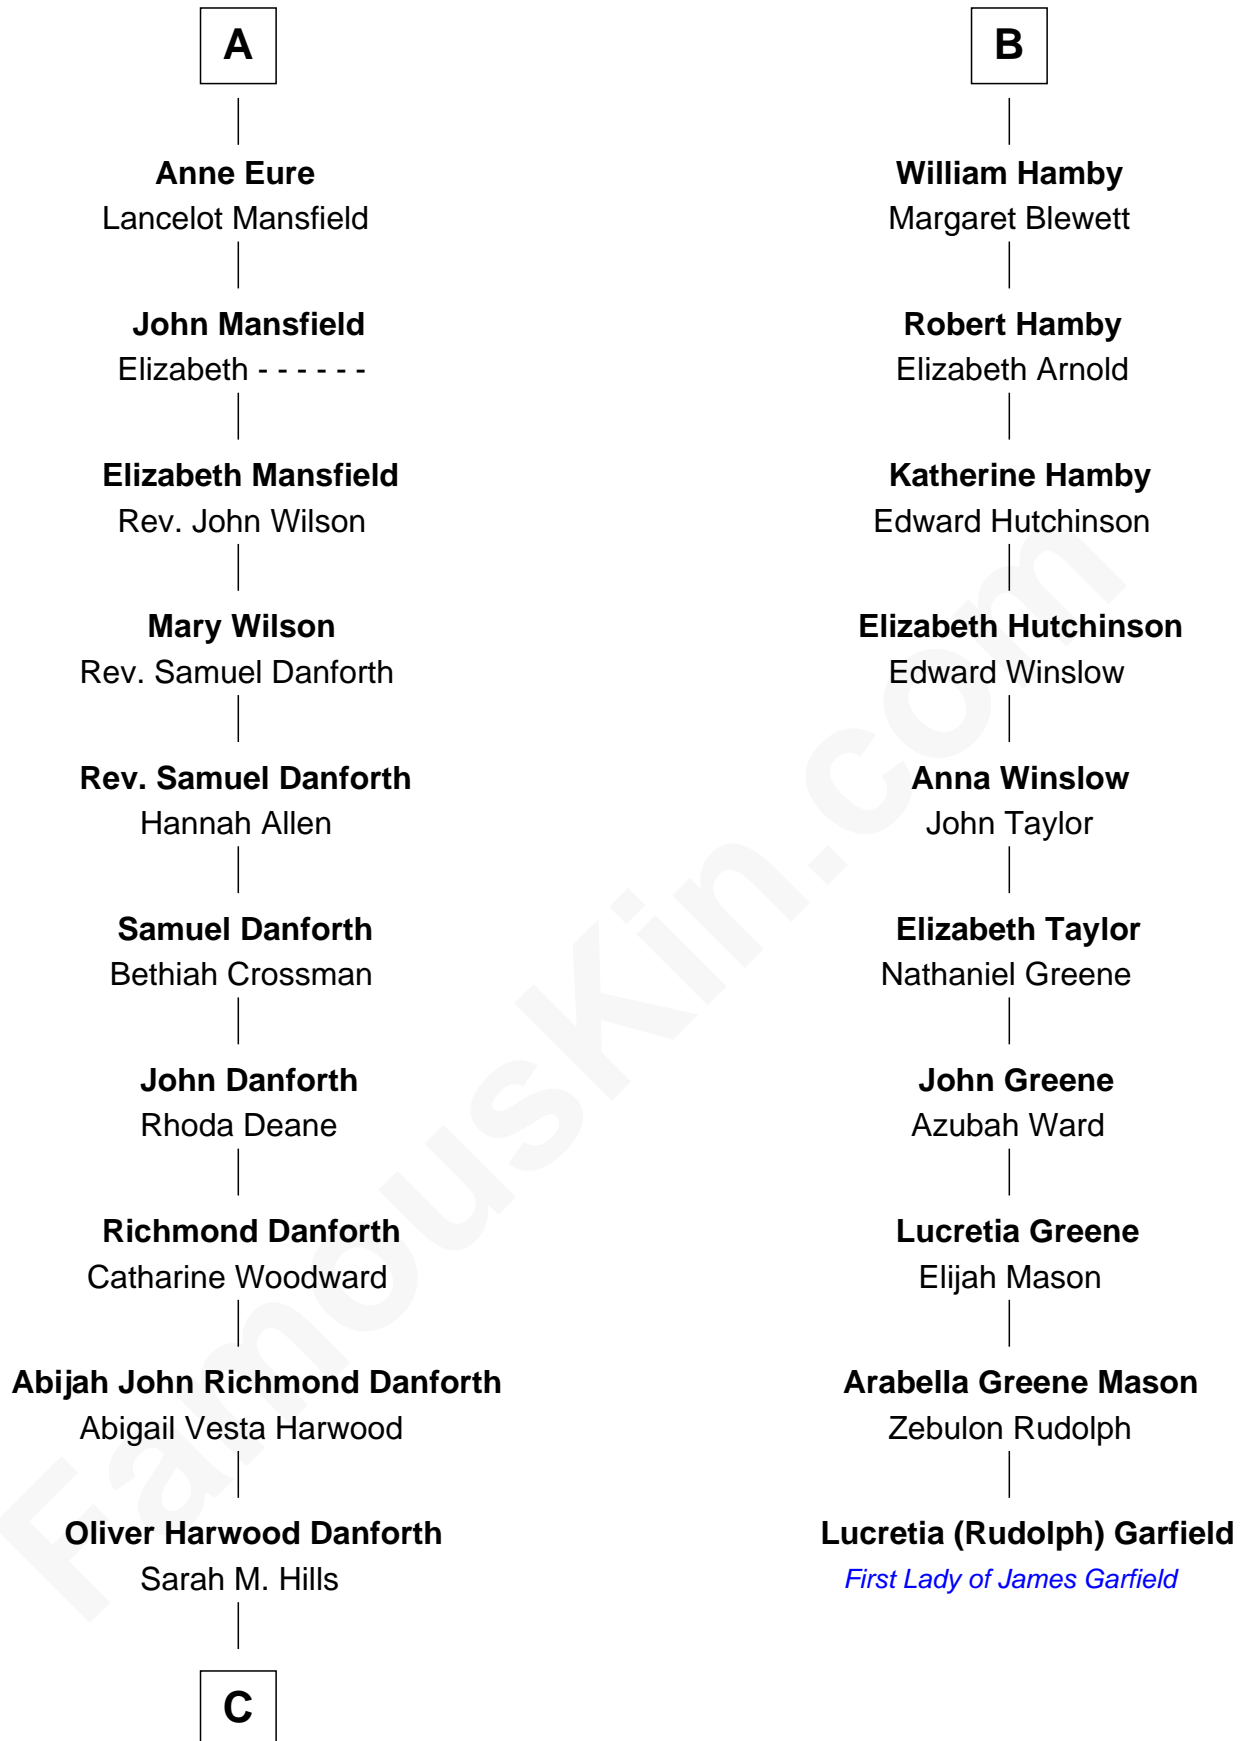 A
Anne Eure
Lancelot Mansfield
John Mansfield
Elizabeth - - - - - -
Elizabeth Mansfield
Rev. John Wilson
Mary Wilson
Rev. Samuel Danforth
Rev. Samuel Danforth
Hannah Allen
Samuel Danforth
Bethiah Crossman
John Danforth
Rhoda Deane
Richmond Danforth
Catharine Woodward
Abijah John Richmond Danforth
Abigail Vesta Harwood
Oliver Harwood Danforth
Sarah M. Hills
C
B
William Hamby
Margaret Blewett
Robert Hamby
Elizabeth Arnold
Katherine Hamby
Edward Hutchinson
Elizabeth Hutchinson
Edward Winslow
Anna Winslow
John Taylor
Elizabeth Taylor
Nathaniel Greene
John Greene
Azubah Ward
Lucretia Greene
Elijah Mason
Arabella Greene Mason
Zebulon Rudolph
Lucretia (Rudolph) Garfield
First Lady of James Garfield
FamousKin.com